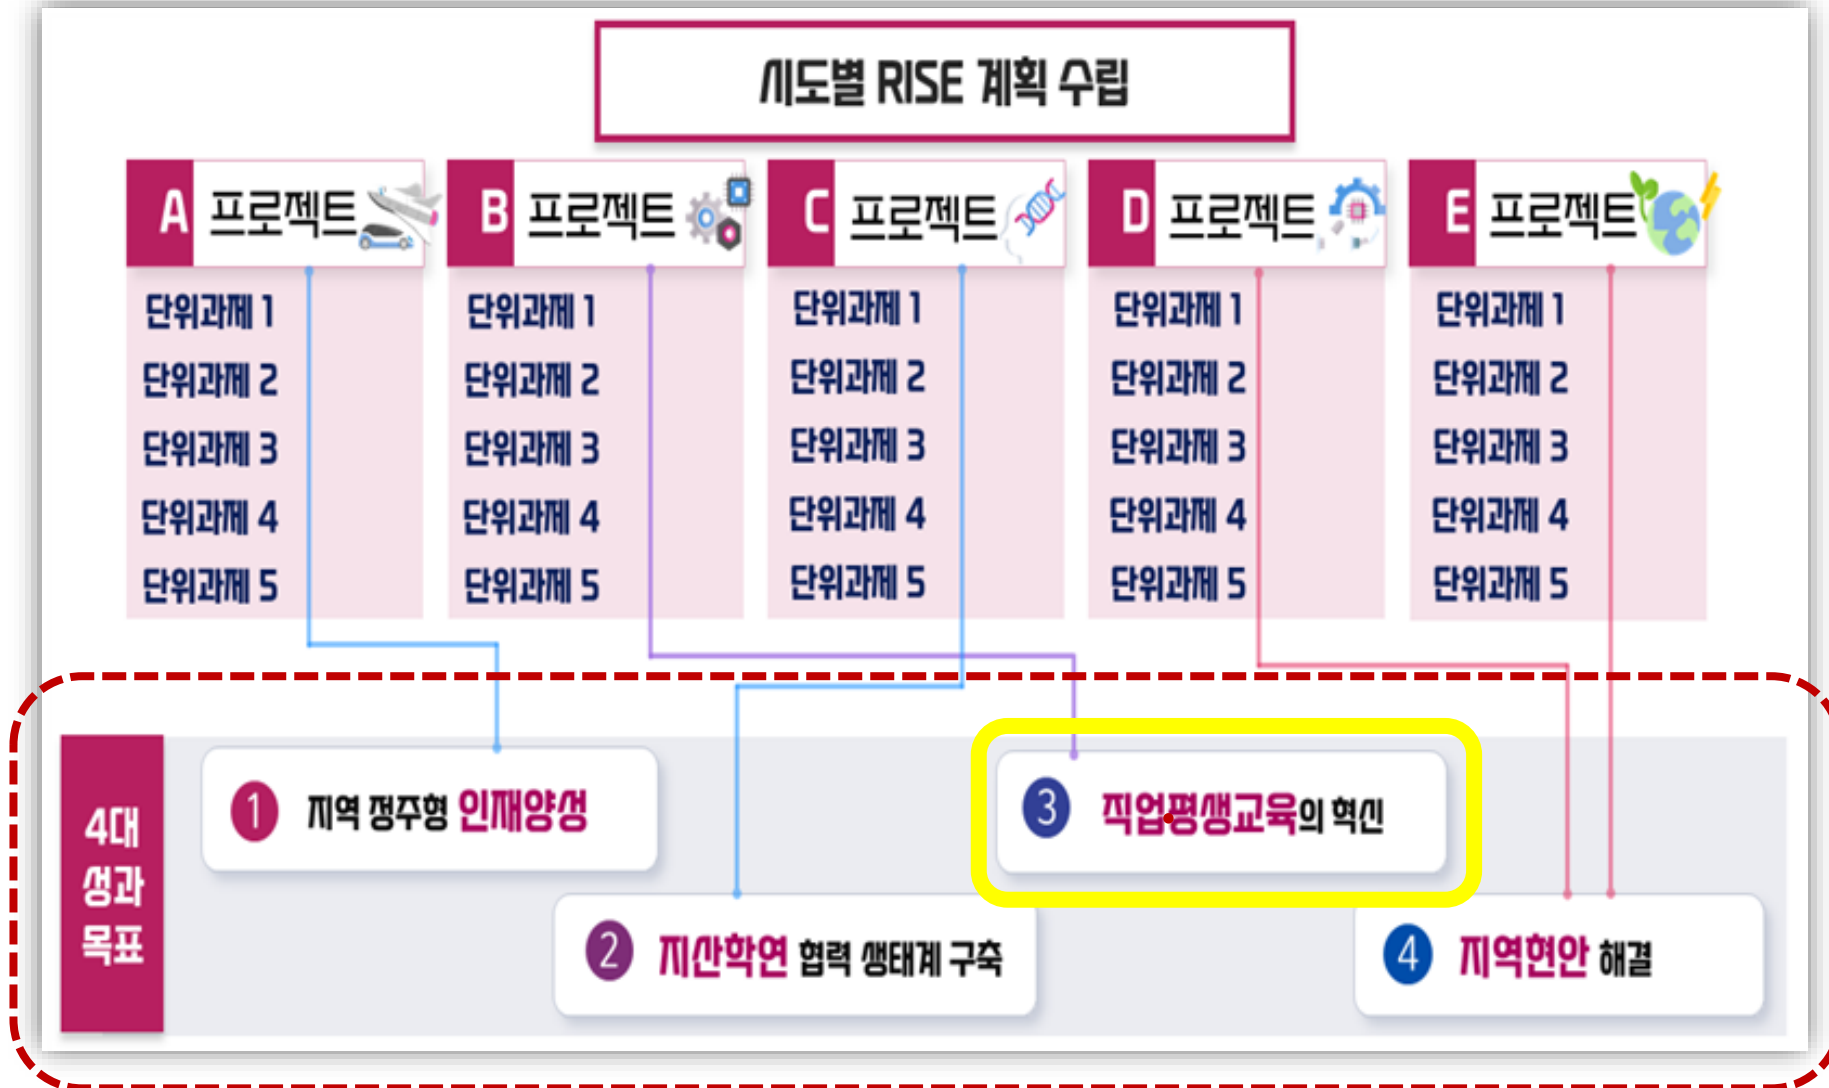 시도별 RISE 계획 수립
A 프로젝트
단위과제 1
단위과제 2
단위과제 3
단위과제 4
단위과제 5
B 프로젝트
단위과제 1
단위과제 2
단위과제 3
단위과제 4
단위과제 5
C 프로젝트
단위과제 1
단위과제 2
단위과제 3
단위과제 4
단위과제 5
D 프로젝트
단위과제 1
단위과제 2
단위과제 3
단위과제 4
단위과제 5
E 프로젝트
단위과제 1
단위과제 2
단위과제 3
단위과제 4
단위과제 5
4대
성과
목표
1 지역 정주형 인재양성
2 지산학연 협력 생태계 구축
3 직업평생교육의 혁신
4 지역현안 해결